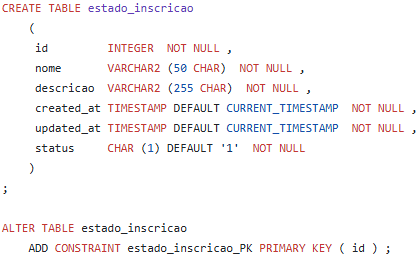 CREATE TABLE estado_inscricao
(
id INTEGER NOT NULL ,
nome VARCHAR2 (50 CHAR) NOT NULL ,
descricao VARCHAR2 (255 CHAR) NOT NULL ,
created_at TIMESTAMP DEFAULT CURRENT_TIMESTAMP NOT NULL ,
updated_at TIMESTAMP DEFAULT CURRENT_TIMESTAMP NOT NULL ,
status CHAR (1) DEFAULT '1' NOT NULL
)
;
ALTER TABLE estado_inscricao
ADD CONSTRAINT estado_inscricao_PK PRIMARY KEY ( id ) ;